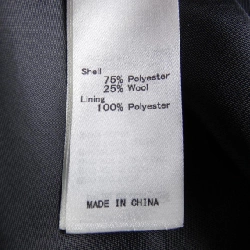 Shell
75% Polyester
25% Wool
Lining
100% Polyester
MADE IN CHINA